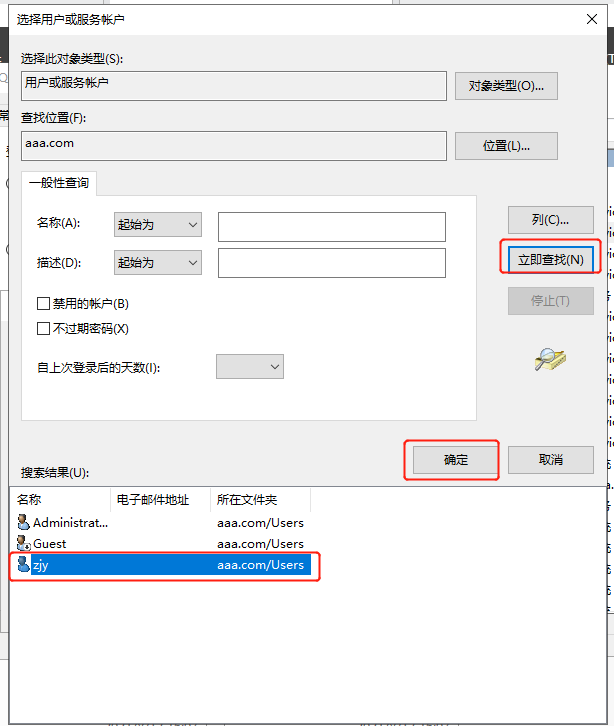 选择用户或服务帐户
选择此对象类型(S):
用户或服务帐户
对象类型(O)...
查找位置(F):
aaa.com
位置(L)...
一般性查询
名称(A):
起始为
列(C)...
描述(D):
起始为
立即查找(N)
禁用的帐户(B)
停止(T)
不过期密码(X)
自上次登录后的天数(I):
确定
取消
搜索结果(U):
名称 电子邮件地址 所在文件夹
Administrat... aaa.com/Users
Guest aaa.com/Users
zjy aaa.com/Users